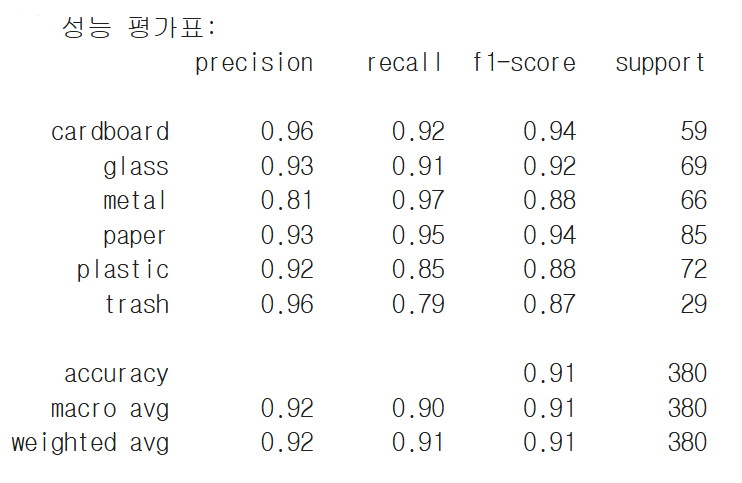 성능 평가표:
precision recall f1-score support
cardboard 0.96 0.92 0.94 59
glass 0.93 0.91 0.92 69
metal 0.81 0.97 0.88 66
paper 0.93 0.95 0.94 85
plastic 0.92 0.85 0.88 72
trash 0.96 0.79 0.87 29
accuracy 0.91 380
macro avg 0.92 0.90 0.91 380
weighted avg 0.92 0.91 0.91 380